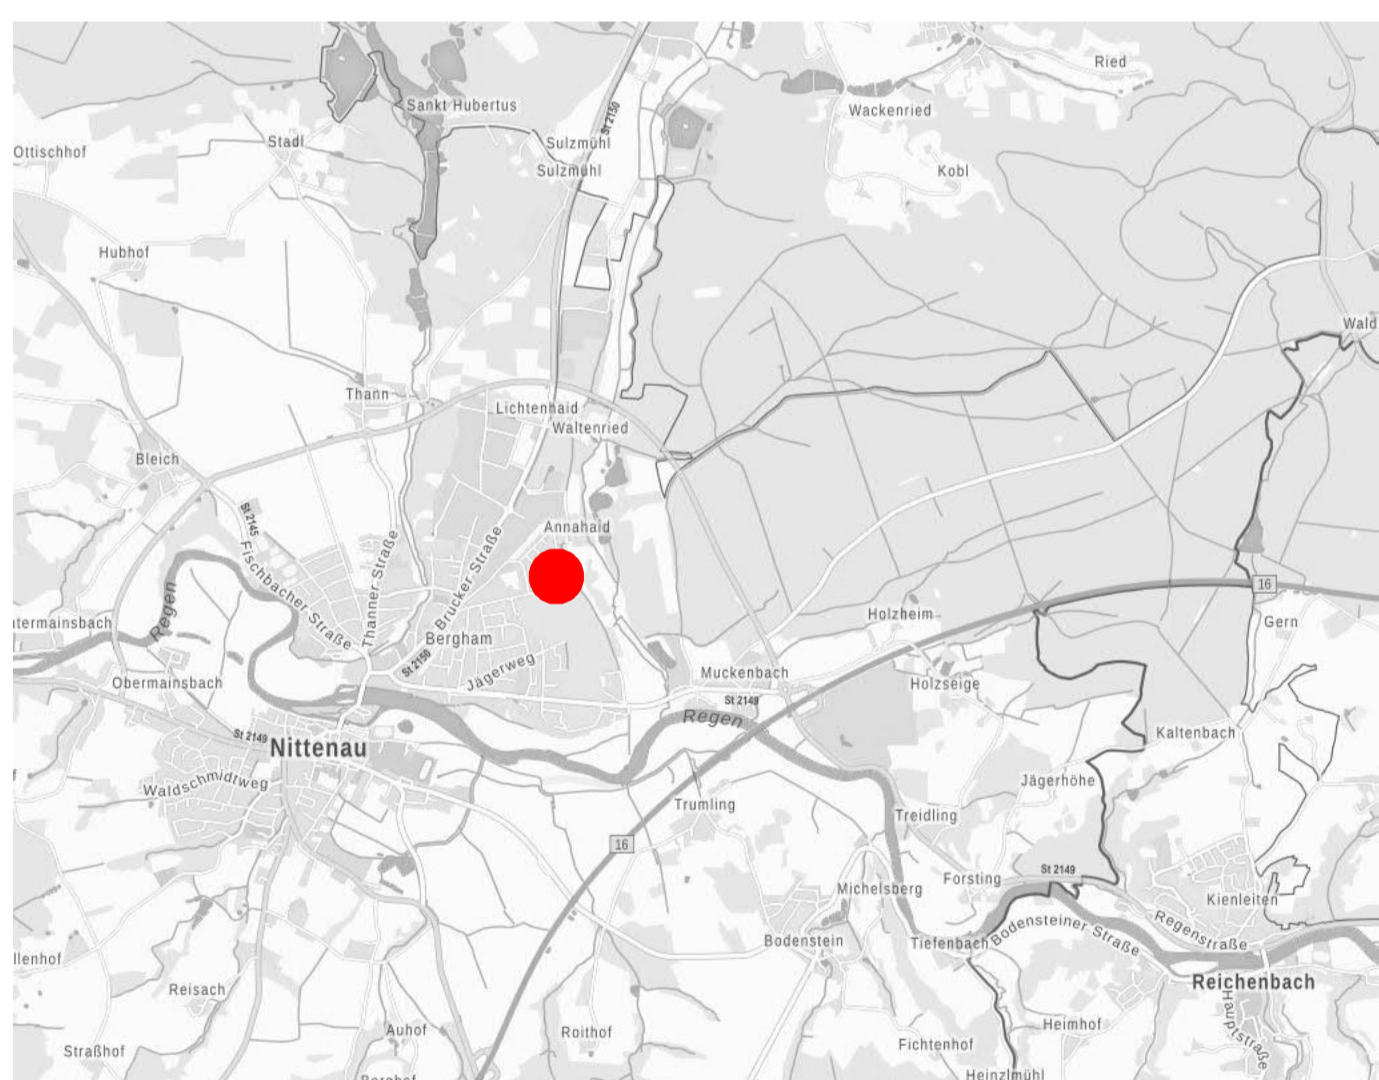 Ried
Sankt Hubertus
Wackenried
St 2150
Stadl
Sulzmühl
Ottischhof
Sulzmühl
Kobl
Hubhof
Wald
Thann
Lichtenhaid
Waltenried
Bleich
St 2145
Annahaid
Fischbacher Straße
Thanner Straße
Brucker Straße
16
Regen
Holzheim
Gern
Bergham
St 2150
Jägerweg
Muckenbach
Obermainsbach
Holzseige
St 2149
Regen
St 2149
Nittenau
Kaltenbach
Waldschmidtweg
Jägerhöhe
Trumling
Treidling
16
St 2149
Forsting
Michelsberg
Kienleiten
Regenstraße
Bodensteiner Straße
Bodenstein
Tiefenbach
llenhof
Reisach
Reichenbach
Hauptstraße
Auhof
Roithof
Heimhof
Straßhof
Fichtenhof
Heinzlmühl